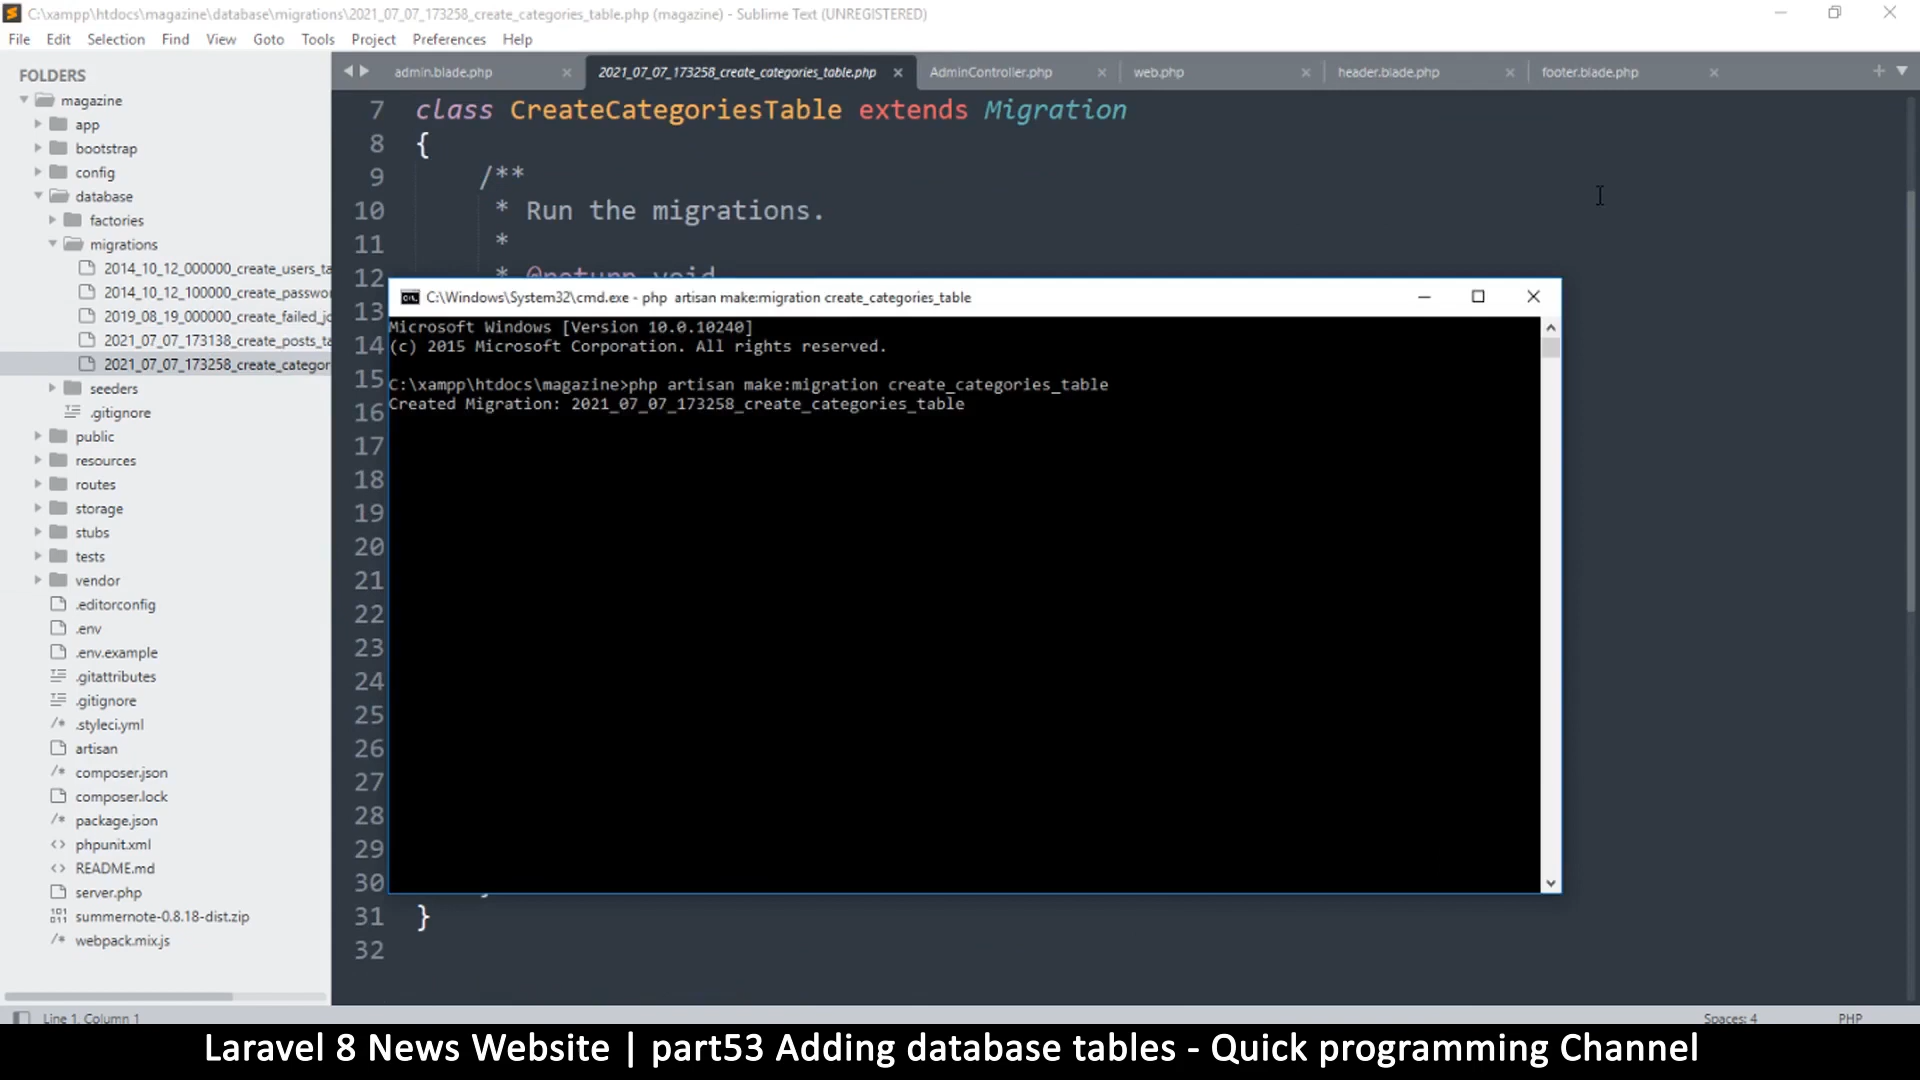 C:\xampp\htdocs\magazine\database\migrations\2021_07_07_173258_create_categories_table.php (magazine) - Sublime Text (UNREGISTERED)
File Edit Selection Find View Goto Tools Project Preferences Help
FOLDERS
magazine
app
bootstrap
config
database
factories
migrations
2014_10_12_000000_create_users_ta
2014_10_12_100000_create_passwor
2019_08_19_000000_create_failed_jo
2021_07_07_173138_create_posts_ta
2021_07_07_173258_create_categor
seeders
.gitignore
public
resources
routes
storage
stubs
tests
vendor
.editorconfig
.env
.env.example
.gitattributes
.gitignore
.styleci.yml
artisan
composer.json
composer.lock
package.json
phpunit.xml
README.md
server.php
summernote-0.8.18-dist.zip
webpack.mix.js
admin.blade.php 2021_07_07_173258_create_categories_table.php AdminController.php web.php header.blade.php footer.blade.php
7 class CreateCategoriesTable extends Migration
8 {
9 /**
10 * Run the migrations.
11 *
12 * @return void
13
14
15
16
17
18
19
20
21
22
23
24
25
26
27
28
29
30
31 }
32
C:\Windows\System32\cmd.exe - php artisan make:migration create_categories_table
Microsoft Windows [Version 10.0.10240]
(c) 2015 Microsoft Corporation. All rights reserved.
C:\xampp\htdocs\magazine>php artisan make:migration create_categories_table
Created Migration: 2021_07_07_173258_create_categories_table
Line 1, Column 1 Spaces: 4 PHP
Laravel 8 News Website | part53 Adding database tables - Quick programming Channel